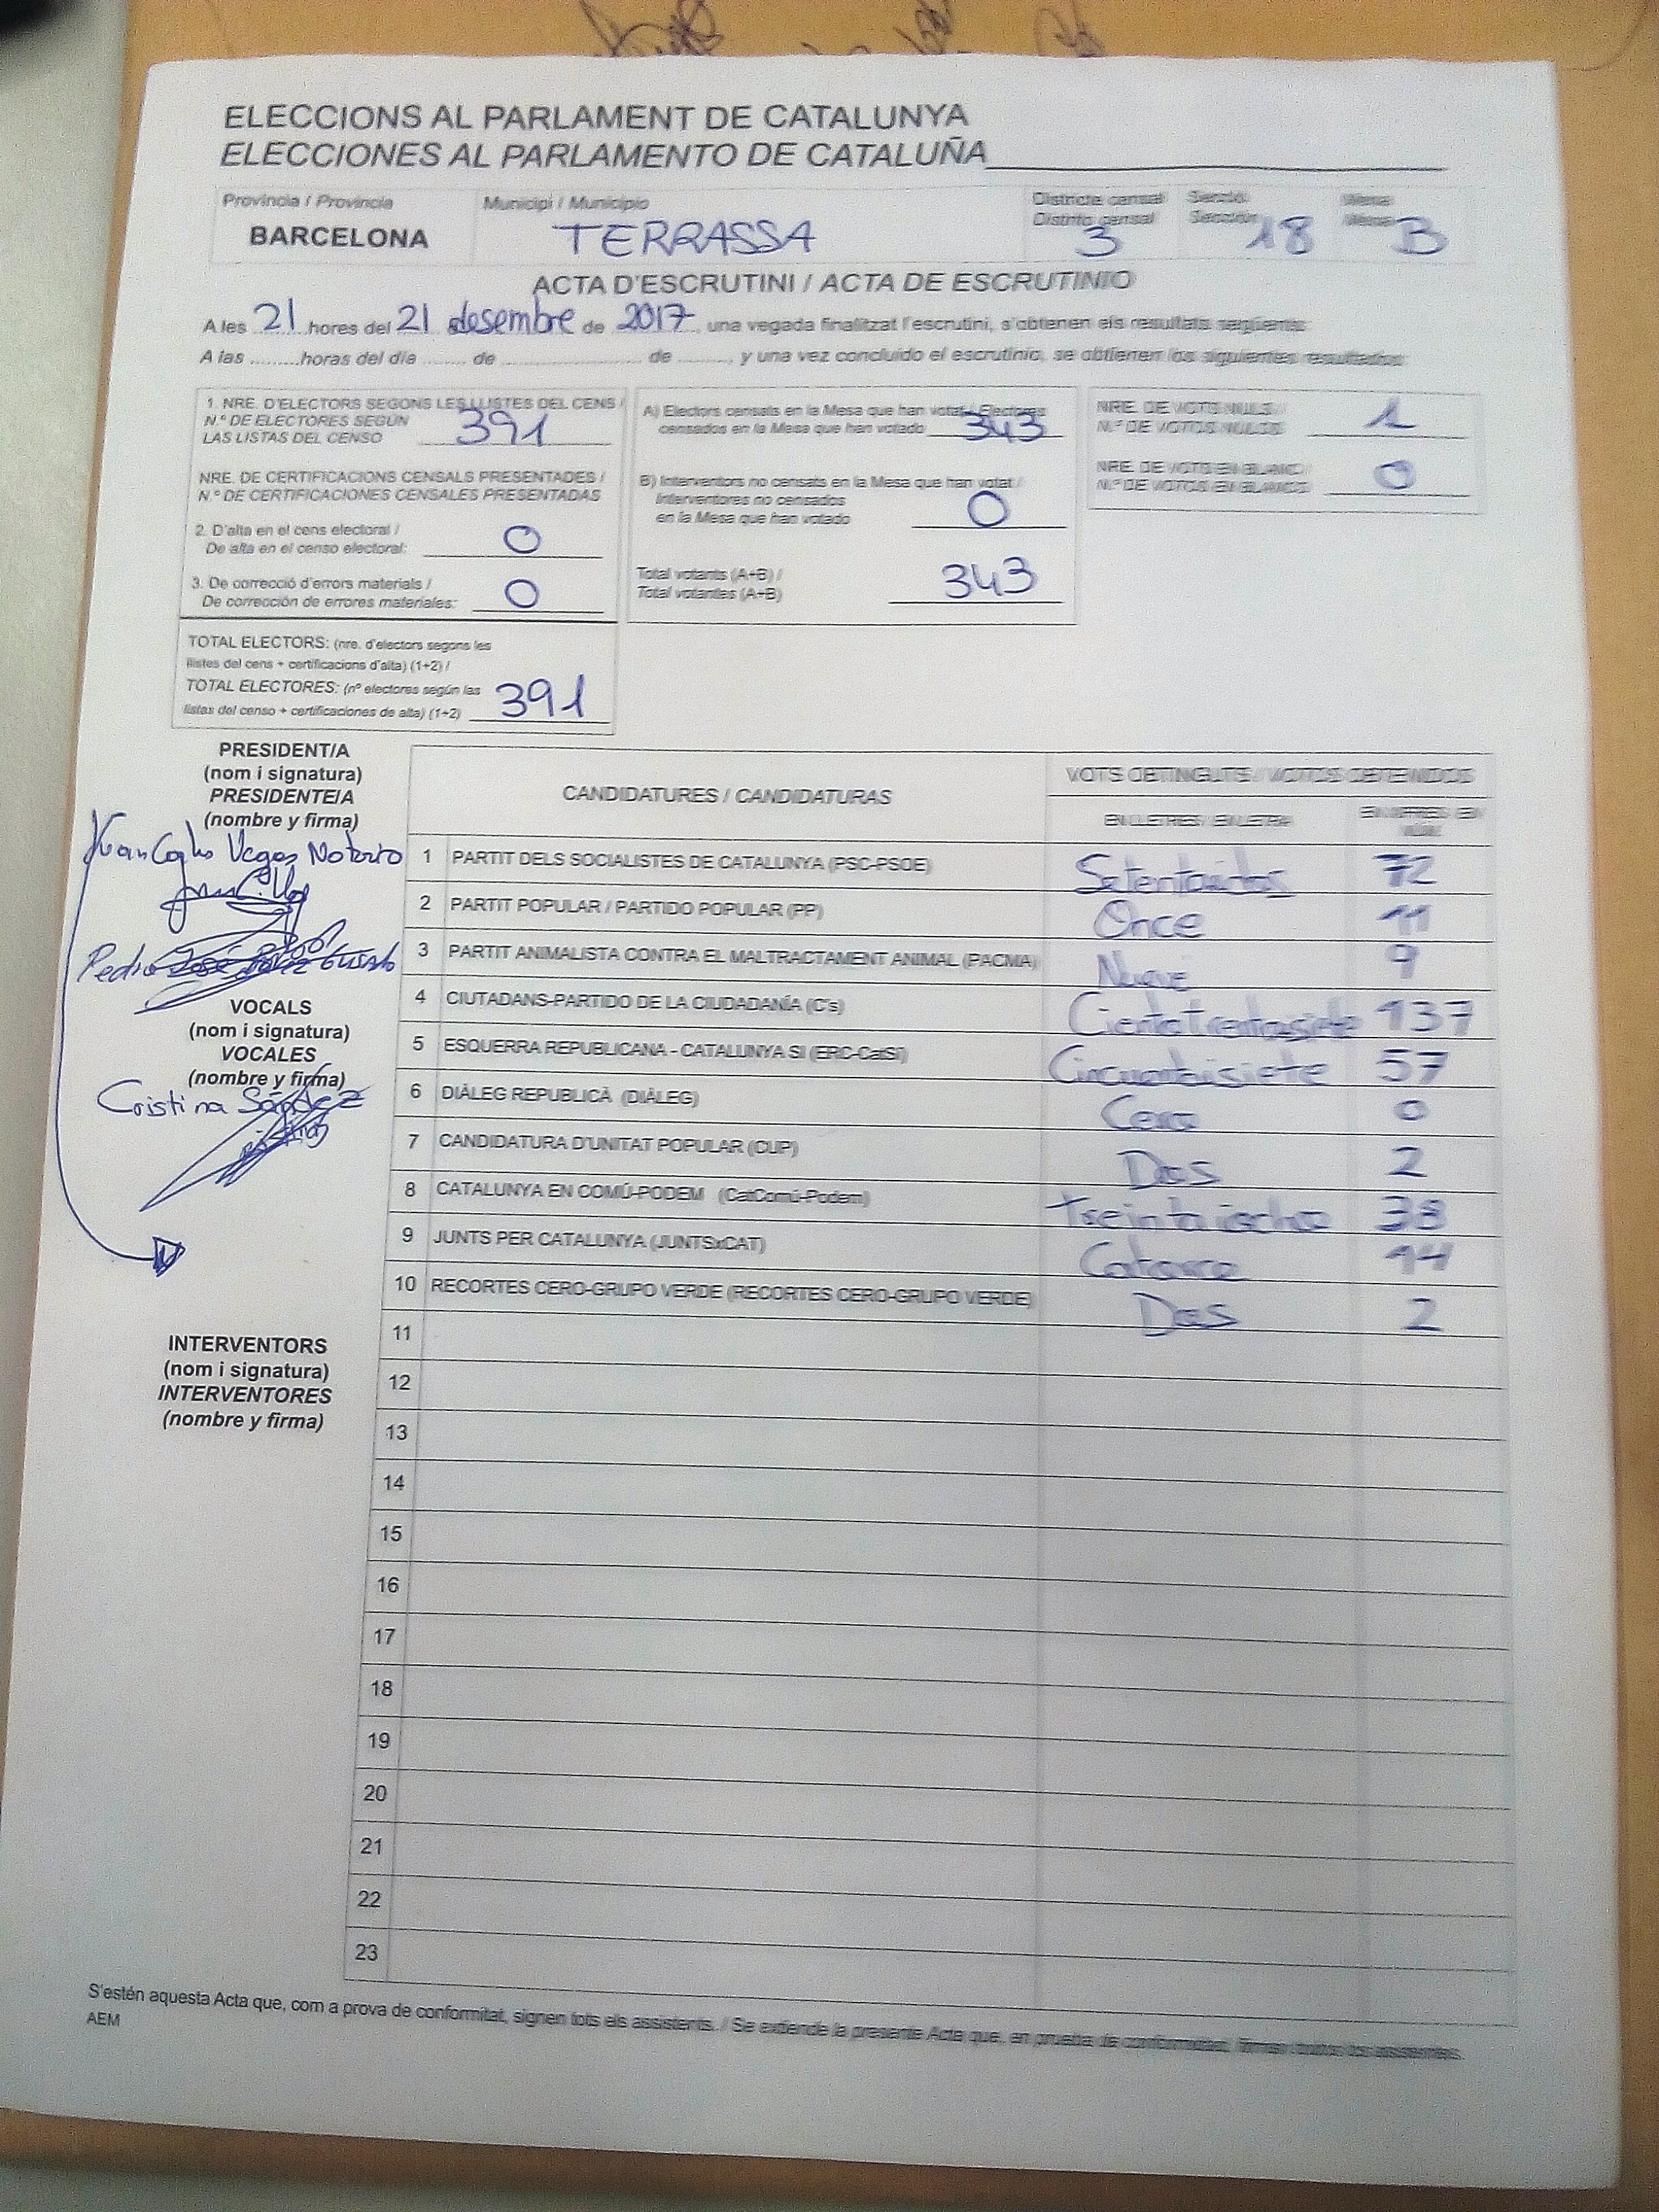 ELECCIONS AL PARLAMENT DE CATALUNYA
ELECCIONES AL PARLAMENTO DE CATALUÑA
Província / Provincia
BARCELONA
Municipi / Municipio
TERRASSA
Districte censal
Distrito censal
3
Secció
Sección
18
Mesa
Mesa
B
ACTA D'ESCRUTINI / ACTA DE ESCRUTINIO
A les 21 hores del 21 desembre de 2017, una vegada finalitzat l'escrutini, s'obtenen els resultats següents:
A las ........ horas del día ........ de ........ de ........, y una vez concluido el escrutinio, se obtienen los siguientes resultados:
1. NRE. D'ELECTORS SEGONS LES LLISTES DEL CENS /
N.º DE ELECTORES SEGÚN
LAS LISTAS DEL CENSO 391
NRE. DE CERTIFICACIONS CENSALS PRESENTADES /
N.º DE CERTIFICACIONES CENSALES PRESENTADAS
2. D'alta en el cens electoral /
De alta en el censo electoral: 0
3. De correcció d'errors materials /
De corrección de errores materiales: 0
TOTAL ELECTORS: (nre. d'electors segons les
llistes del cens + certificacions d'alta) (1+2) /
TOTAL ELECTORES: (nº electores según las
listas del censo + certificaciones de alta) (1+2) 391
A) Electors censats en la Mesa que han votat / Electores
censados en la Mesa que han votado 343
B) Interventors no censats en la Mesa que han votat /
Interventores no censados
en la Mesa que han votado 0
Total votants (A+B) /
Total votantes (A+B) 343
NRE. DE VOTS NULS /
N.º DE VOTOS NULOS 1
NRE. DE VOTS EN BLANC /
N.º DE VOTOS EN BLANCO 0
PRESIDENT/A
(nom i signatura)
PRESIDENTE/A
(nombre y firma)
Juan Carlos Vegas Notario
Pedro
VOCALS
(nom i signatura)
VOCALES
(nombre y firma)
Cristina
INTERVENTORS
(nom i signatura)
INTERVENTORES
(nombre y firma)
CANDIDATURES / CANDIDATURAS
VOTS OBTINGUTS / VOTOS OBTENIDOS
EN LLETRES / EN LETRA
EN XIFRES / EN
NÚM.
1 PARTIT DELS SOCIALISTES DE CATALUNYA (PSC-PSOE) Setentaidos 72
2 PARTIT POPULAR / PARTIDO POPULAR (PP) Once 11
3 PARTIT ANIMALISTA CONTRA EL MALTRACTAMENT ANIMAL (PACMA) Nueve 9
4 CIUTADANS-PARTIDO DE LA CIUDADANÍA (C's) Cientotrentaisiete 137
5 ESQUERRA REPUBLICANA - CATALUNYA SI (ERC-CatSí) Cincuentaisiete 57
6 DIÀLEG REPUBLICÀ (DIÀLEG) Cero 0
7 CANDIDATURA D'UNITAT POPULAR (CUP) Dos 2
8 CATALUNYA EN COMÚ-PODEM (CatComú-Podem) Treintaiocho 38
9 JUNTS PER CATALUNYA (JUNTSxCAT) Catorce 14
10 RECORTES CERO-GRUPO VERDE (RECORTES CERO-GRUPO VERDE) Dos 2
11
12
13
14
15
16
17
18
19
20
21
22
23
S'estén aquesta Acta que, com a prova de conformitat, signen tots els assistents. / Se extiende la presente Acta que, en prueba de conformidad, firman todos los asistentes.
AEM